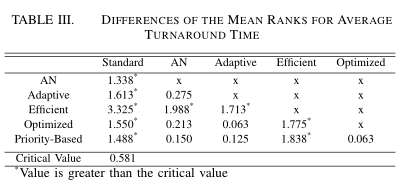 TABLE III. DIFFERENCES OF THE MEAN RANKS FOR AVERAGE
TURNAROUND TIME
Standard AN Adaptive Efficient Optimized
AN 1.338* x x x x
Adaptive 1.613* 0.275 x x x
Efficient 3.325* 1.988* 1.713* x x
Optimized 1.550* 0.213 0.063 1.775* x
Priority-Based 1.488* 0.150 0.125 1.838* 0.063
Critical Value 0.581
*Value is greater than the critical value